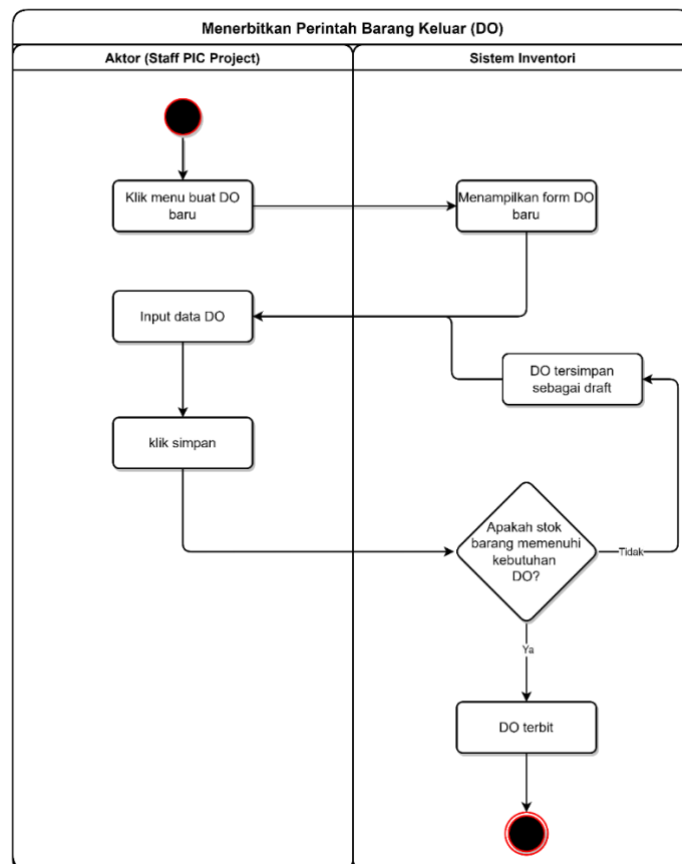 Menerbitkan Perintah Barang Keluar (DO)
Aktor (Staff PIC Project)
Sistem Inventori
Klik menu buat DO
baru
Menampilkan form DO
baru
Input data DO
DO tersimpan
sebagai draft
klik simpan
Apakah stok
barang memenuhi
kebutuhan
DO?
Tidak
Ya
DO terbit